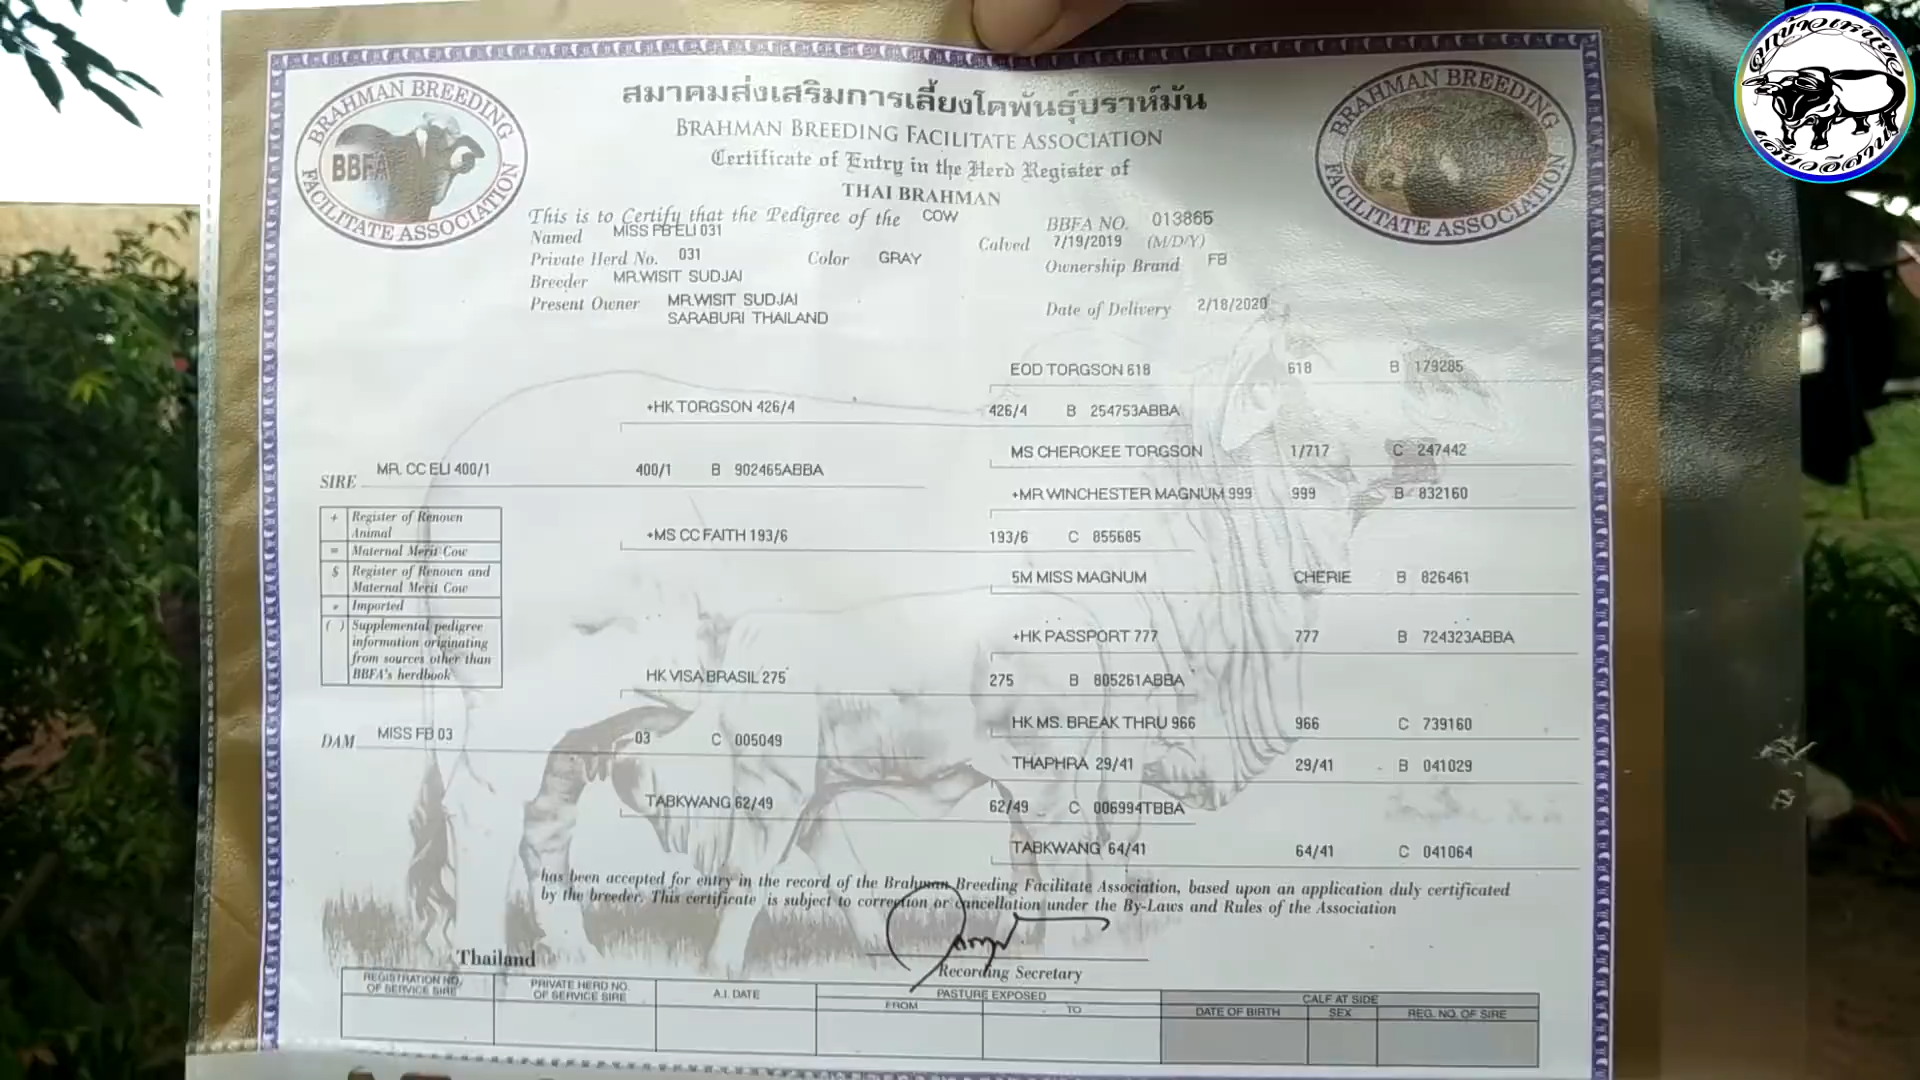 สมาคมส่งเสริมการเลี้ยงโคพันธุ์บราห์มัน
BRAHMAN BREEDING FACILITATE ASSOCIATION
Certificate of Entry in the Herd Register of
THAI BRAHMAN
BRAHMAN BREEDING
BBFA
FACILITATE ASSOCIATION
BRAHMAN BREEDING
FACILITATE ASSOCIATION
This is to Certify that the Pedigree of the COW BBFA NO. 013865
Named MISS FB ELI 031 Calved 7/19/2019 (M/D/Y)
Private Herd No. 031 Color GRAY Ownership Brand FB
Breeder MR.WISIT SUDJAI
Present Owner MR.WISIT SUDJAI Date of Delivery 2/18/2020
SARABURI THAILAND
EOD TORGSON 618 618 B 179285
+HK TORGSON 426/4 426/4 B 254753ABBA
MS CHEROKEE TORGSON 1/717 C 247442
SIRE MR. CC ELI 400/1 400/1 B 902465ABBA
+MR WINCHESTER MAGNUM 999 999 B 832160
+MS CC FAITH 193/6 193/6 C 855685
5M MISS MAGNUM CHERIE B 826461
+ Register of Renown
Animal
= Maternal Merit Cow
$ Register of Renown and
Maternal Merit Cow
* Imported
( ) Supplemental pedigree
information originating
from sources other than
BBFA's herdbook
+HK PASSPORT 777 777 B 724323ABBA
HK VISA BRASIL 275 275 B 805261ABBA
HK MS. BREAK THRU 966 966 C 739160
DAM MISS FB 03 03 C 005049
THAPHRA 29/41 29/41 B 041029
TABKWANG 62/49 62/49 C 006994TBBA
TABKWANG 64/41 64/41 C 041064
has been accepted for entry in the record of the Brahman Breeding Facilitate Association, based upon an application duly certificated
by the breeder. This certificate is subject to correction or cancellation under the By-Laws and Rules of the Association
Thailand
Recording Secretary
REGISTRATION NO. OF SERVICE SIRE
PRIVATE HERD NO. OF SERVICE SIRE
A.I. DATE
PASTURE EXPOSED
FROM TO
CALF AT SIDE
DATE OF BIRTH SEX REG. NO. OF SIRE